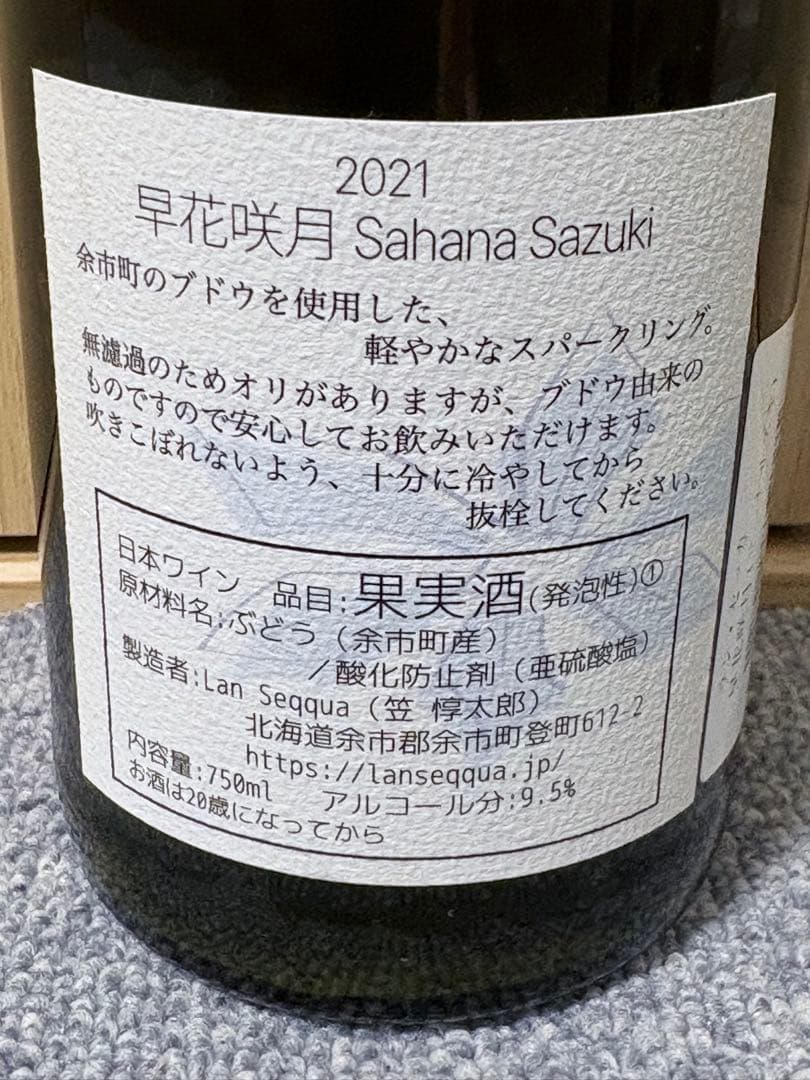 2021
早花咲月 Sahana Sazuki
余市町のブドウを使用した、
軽やかなスパークリング。
無濾過のためオリがありますが、ブドウ由来の
ものですので安心してお飲みいただけます。
吹きこぼれないよう、十分に冷やしてから
抜栓してください。
日本ワイン 品目:果実酒(発泡性)①
原材料名:ぶどう(余市町産)
/酸化防止剤(亜硫酸塩)
製造者:Lan Seqqua(笠 惇太郎)
北海道余市郡余市町登町612-2
https://lanseqqua.jp/
内容量:750ml アルコール分:9.5%
お酒は20歳になってから